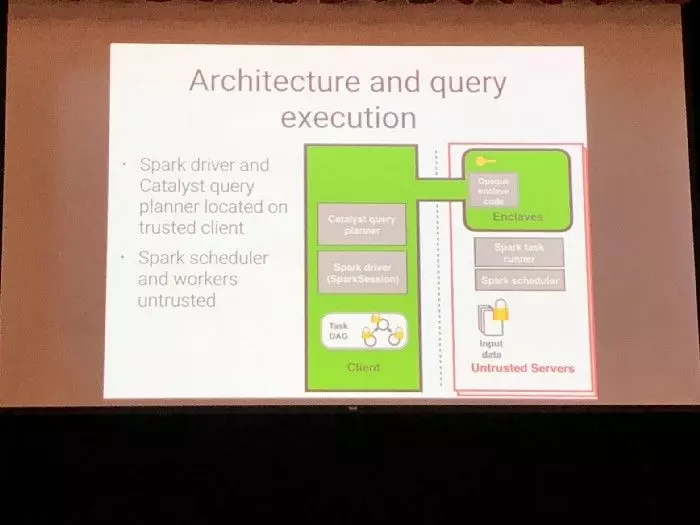 Architecture and query
execution
· Spark driver and
Catalyst query
planner located on
trusted client
· Spark scheduler
and workers
untrusted
Catalyst query
planner
Spark driver
(SparkSession)
Task
DAG
Client
Opaque
enclave
code
Enclaves
Spark task
runner
Spark scheduler
Input
data
Untrusted Servers